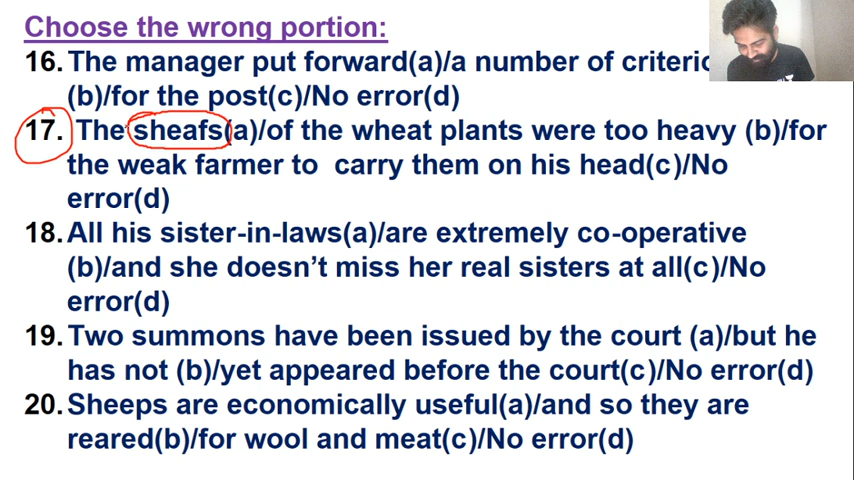 Choose the wrong portion:
16. The manager put forward(a)/a number of
(b)/for the post(c)/No error(d)
17. The sheafs(a)/of the wheat plants were too heavy (b)/for
the weak farmer to carry them on his head(c)/No
error(d)
18. All his sister-in-laws(a)/are extremely co-operative
(b)/and she doesn't miss her real sisters at all(c)/No
error(d)
19. Two summons have been issued by the court (a)/but he
has not (b)/yet appeared before the court(c)/No error(d)
20. Sheeps are economically useful(a)/and so they are
reared(b)/for wool and meat(c)/No error(d)